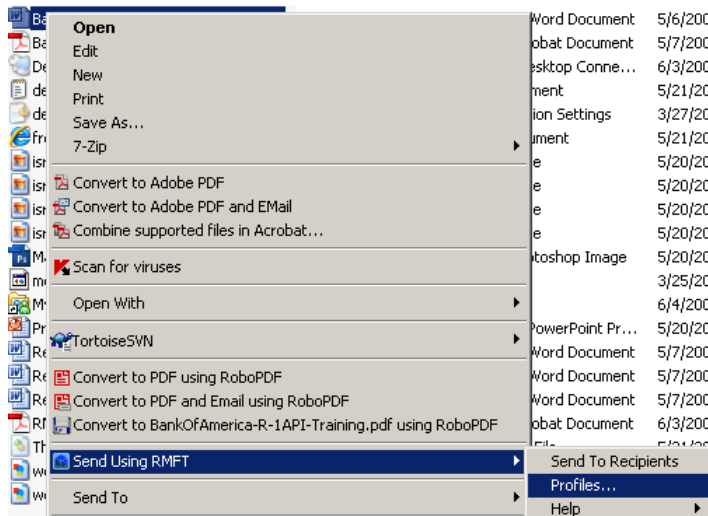 Open
Edit
New
Print
Save As...
7-Zip
Convert to Adobe PDF
Convert to Adobe PDF and EMail
Combine supported files in Acrobat...
Scan for viruses
Open With
TortoiseSVN
Convert to PDF using RoboPDF
Convert to PDF and Email using RoboPDF
Convert to BankOfAmerica-R-1API-Training.pdf using RoboPDF
Send Using RMFT
Send To
Send To Recipients
Profiles...
Help
Word Document 5/6/200
obat Document 5/7/200
esktop Conne... 6/3/200
ment 5/21/20
ion Settings 3/27/20
ument 5/21/20
e 5/20/20
e 5/20/20
e 5/20/20
e 5/20/20
toshop Image 5/20/20
3/25/20
6/4/200
PowerPoint Pr... 5/20/20
Word Document 5/7/200
Word Document 5/7/200
Word Document 5/7/200
obat Document 6/3/200